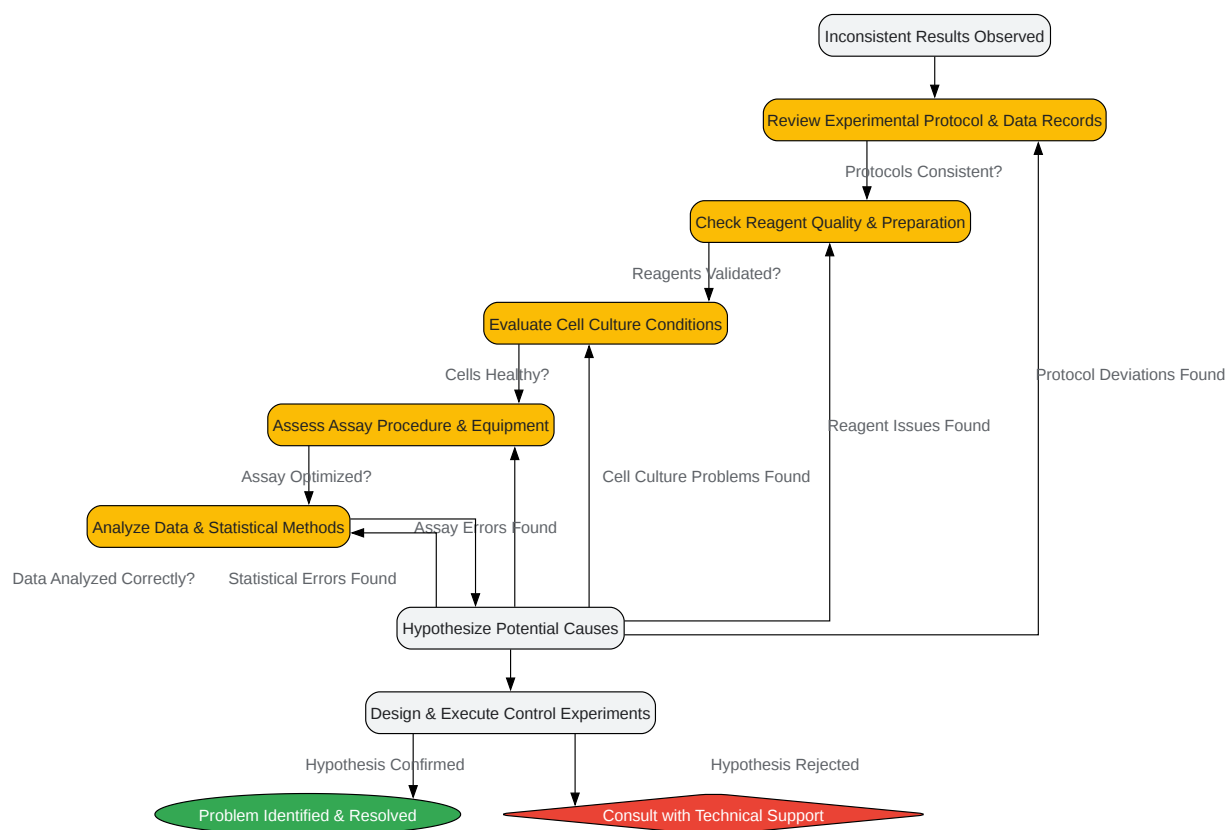 Inconsistent Results Observed
Review Experimental Protocol & Data Records
Protocols Consistent?
Check Reagent Quality & Preparation
Reagents Validated?
Evaluate Cell Culture Conditions
Cells Healthy?
Protocol Deviations Found
Assess Assay Procedure & Equipment
Reagent Issues Found
Assay Optimized?
Cell Culture Problems Found
Analyze Data & Statistical Methods
Assay Errors Found
Data Analyzed Correctly?
Statistical Errors Found
Hypothesize Potential Causes
Design & Execute Control Experiments
Hypothesis Confirmed
Hypothesis Rejected
Problem Identified & Resolved
Consult with Technical Support